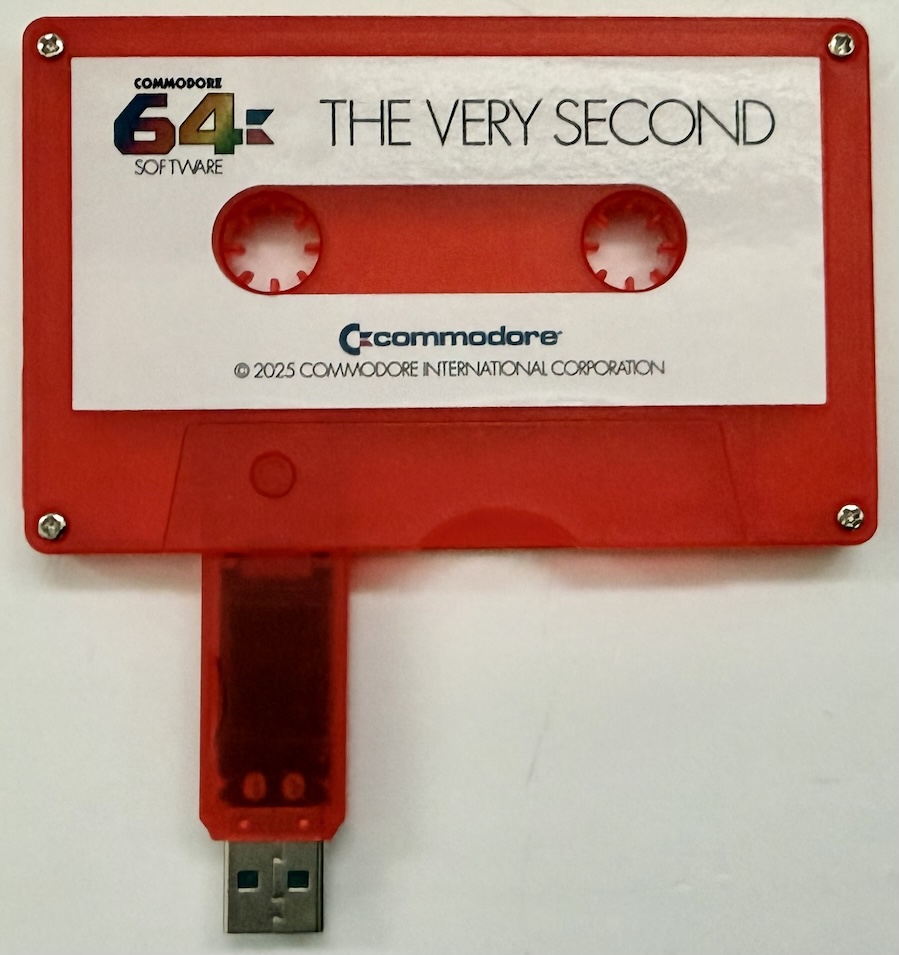 COMMODORE
64
SOFTWARE
THE VERY SECOND
commodore
© 2025 COMMODORE INTERNATIONAL CORPORATION